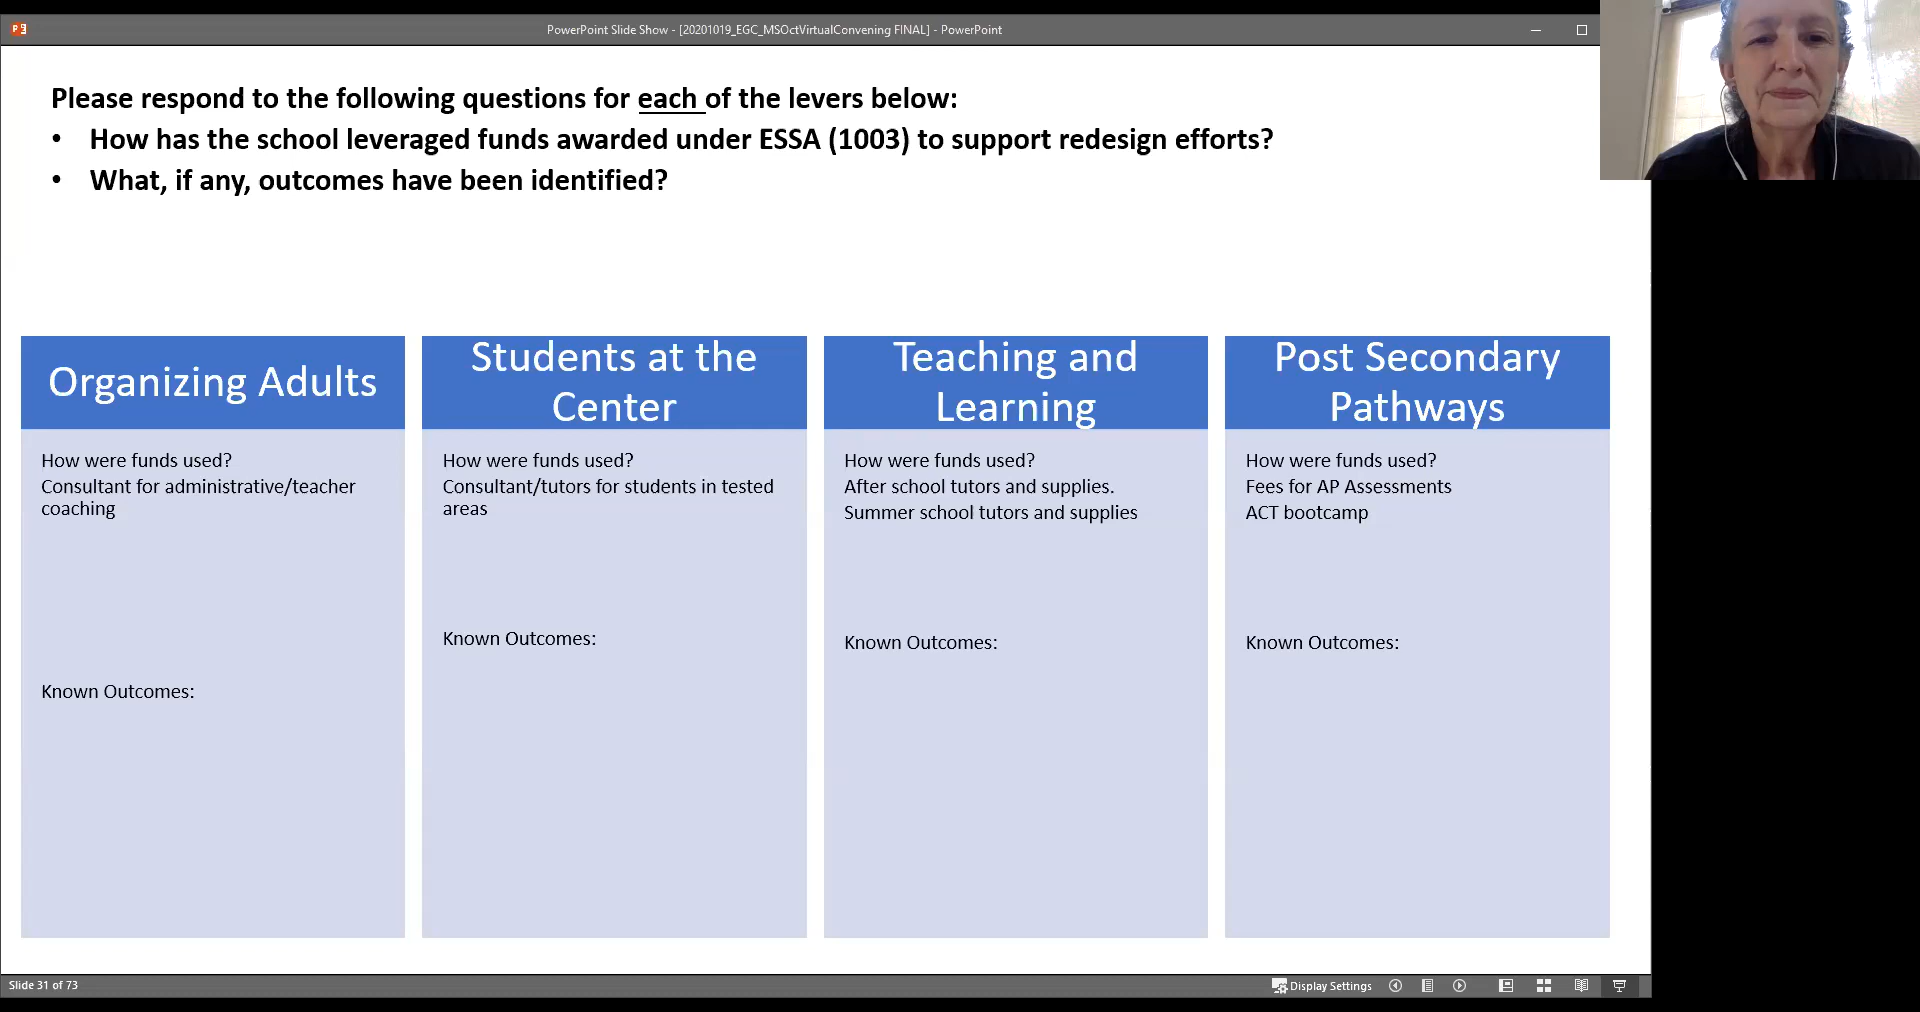 PowerPoint Slide Show - [20201019_EGC_MSOctVirtualConvening FINAL] - PowerPoint
Please respond to the following questions for each of the levers below:
• How has the school leveraged funds awarded under ESSA (1003) to support redesign efforts?
• What, if any, outcomes have been identified?
Organizing Adults
How were funds used?
Consultant for administrative/teacher
coaching
Known Outcomes:
Students at the
Center
How were funds used?
Consultant/tutors for students in tested
areas
Known Outcomes:
Teaching and
Learning
How were funds used?
After school tutors and supplies.
Summer school tutors and supplies
Known Outcomes:
Post Secondary
Pathways
How were funds used?
Fees for AP Assessments
ACT bootcamp
Known Outcomes:
Slide 31 of 73
Display Settings